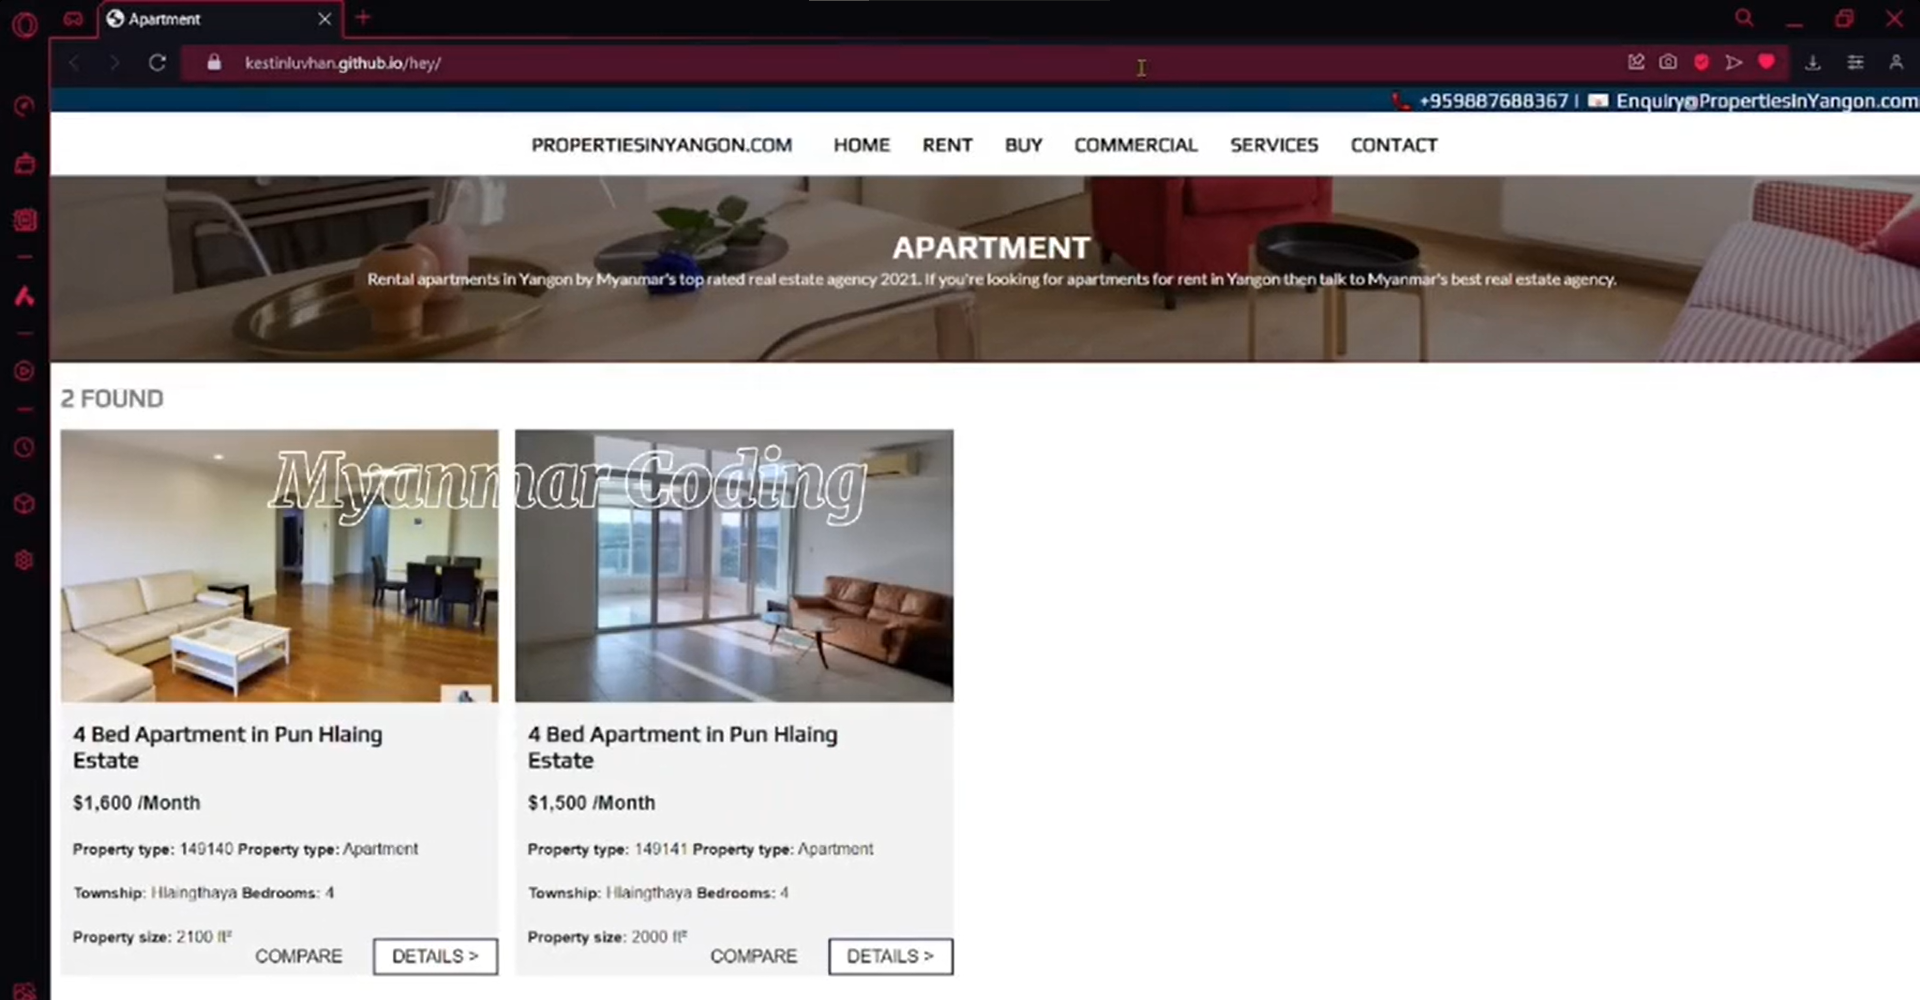 Apartment
kestinluvhan.github.io/hey/
+959887688367 | Enquiry@PropertiesInYangon.com
PROPERTIESINYANGON.COM HOME RENT BUY COMMERCIAL SERVICES CONTACT
APARTMENT
Rental apartments in Yangon by Myanmar's top rated real estate agency 2021. If you're looking for apartments for rent in Yangon then talk to Myanmar's best real estate agency.
2 FOUND
Myanmar Coding
4 Bed Apartment in Pun Hlaing
Estate
$1,600 /Month
Property type: 149140 Property type: Apartment
Township: Hlaingthaya Bedrooms: 4
Property size: 2100 ft²
COMPARE DETAILS >
4 Bed Apartment in Pun Hlaing
Estate
$1,500 /Month
Property type: 149141 Property type: Apartment
Township: Hlaingthaya Bedrooms: 4
Property size: 2000 ft²
COMPARE DETAILS >